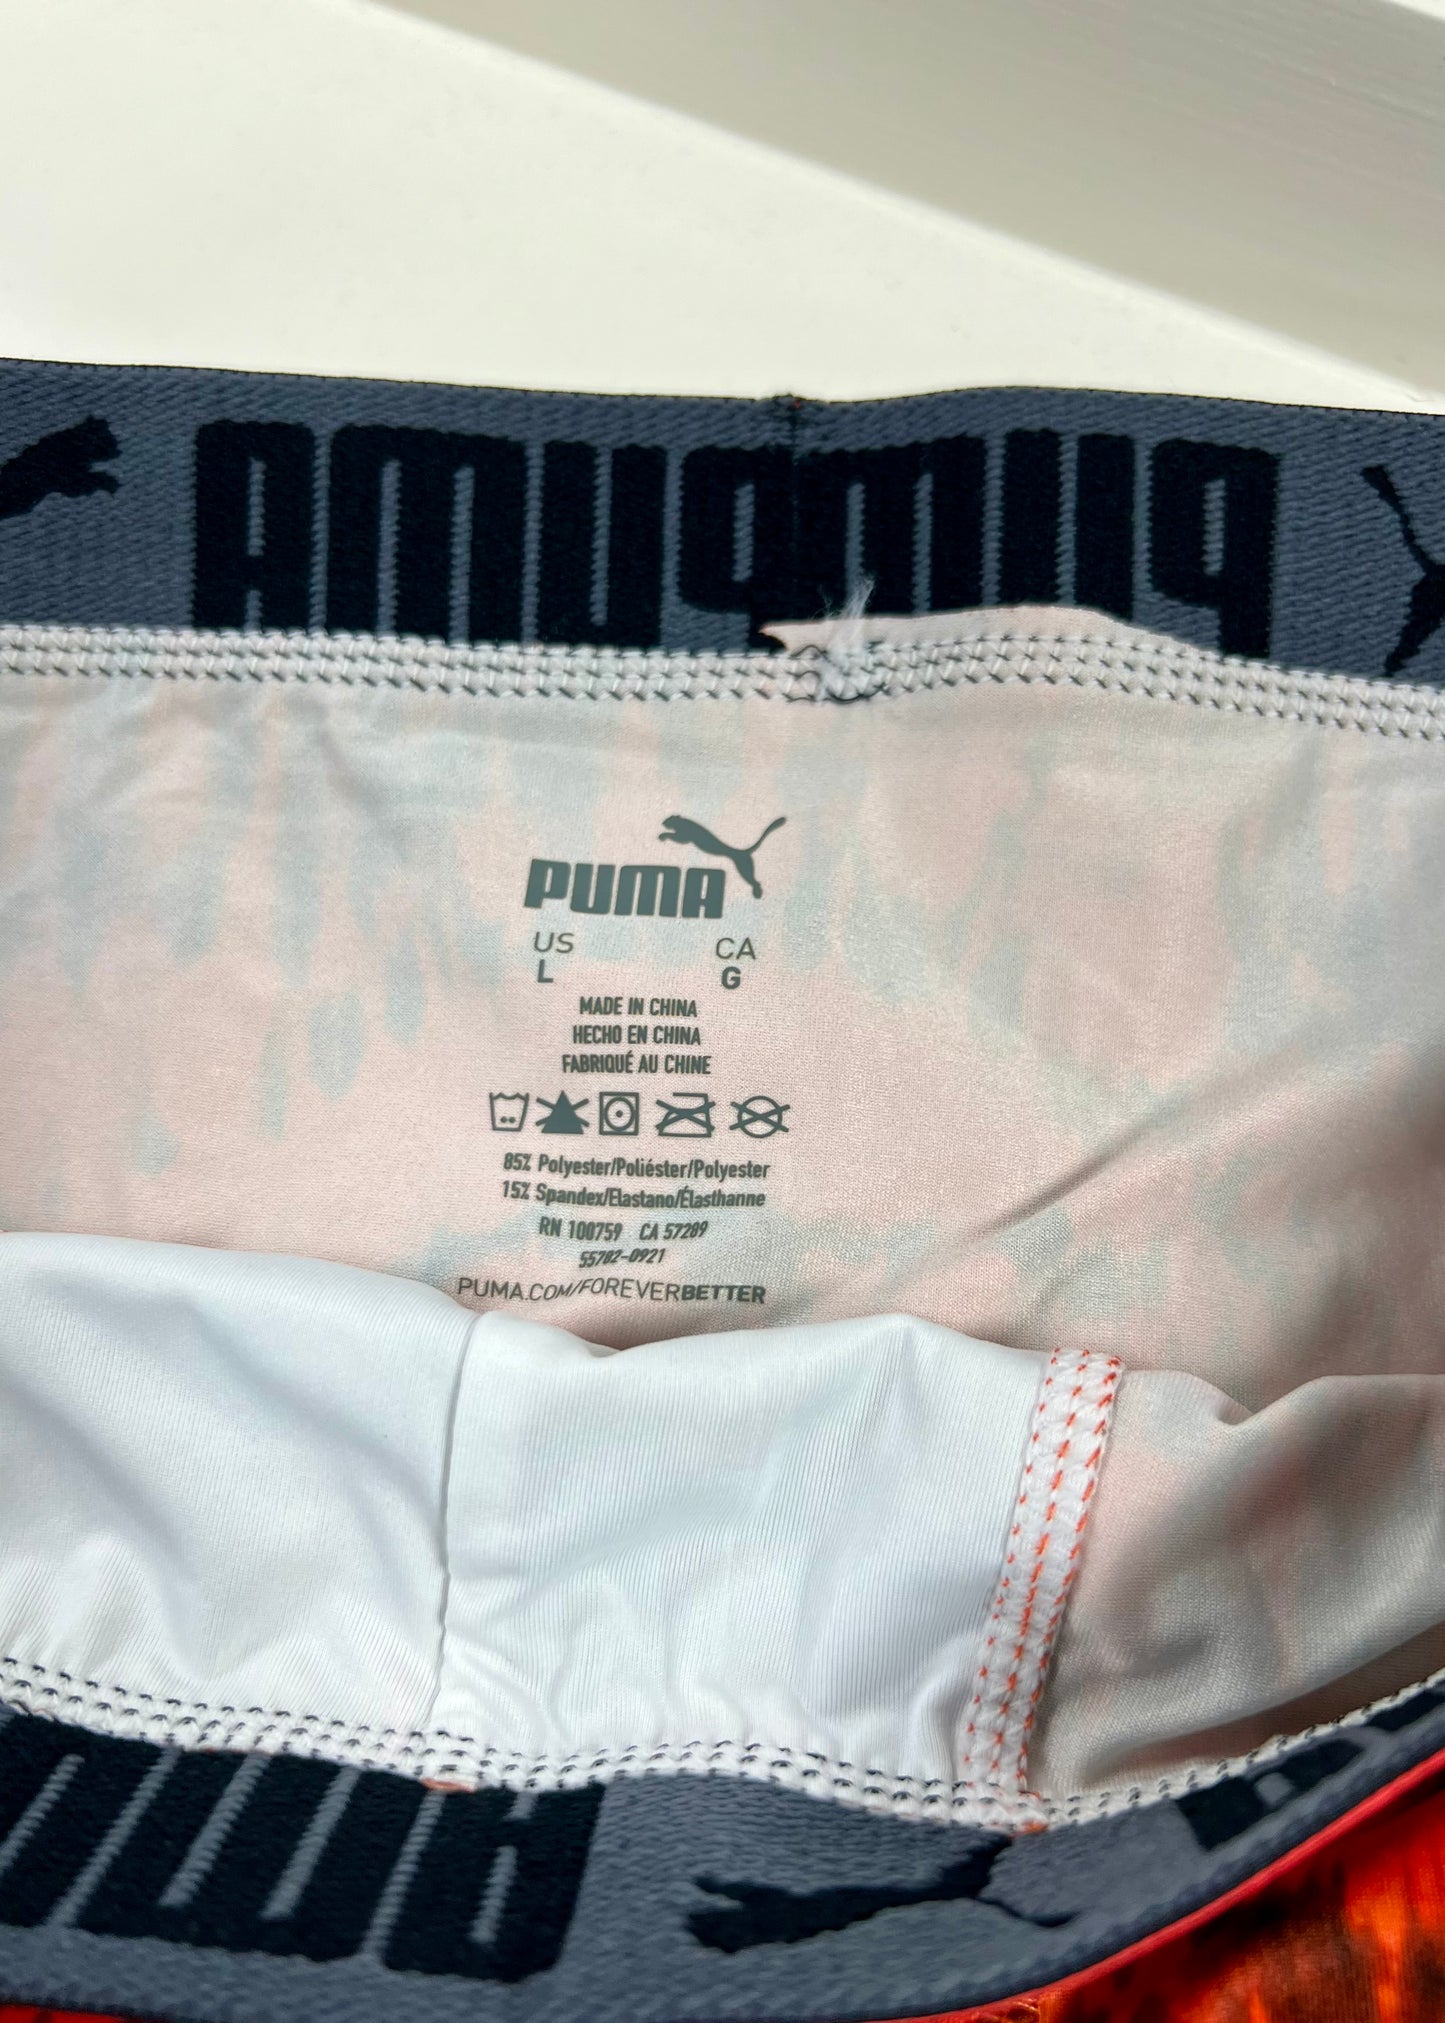 PUMA
PUMA
PUMA
US CA
L G
MADE IN CHINA
HECHO EN CHINA
FABRIQUÉ AU CHINE
85% Polyester/Poliéster/Polyester
15% Spandex/Elastano/Élasthanne
RN 100759 CA 57289
55782-0921
PUMA.COM/FOREVERBETTER